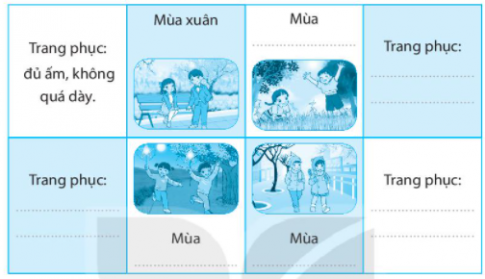 Trang phục:
đủ ấm, không
quá dày.
Mùa xuân
Mùa
Trang phục:
Trang phục:
Mùa
Mùa
Trang phục: